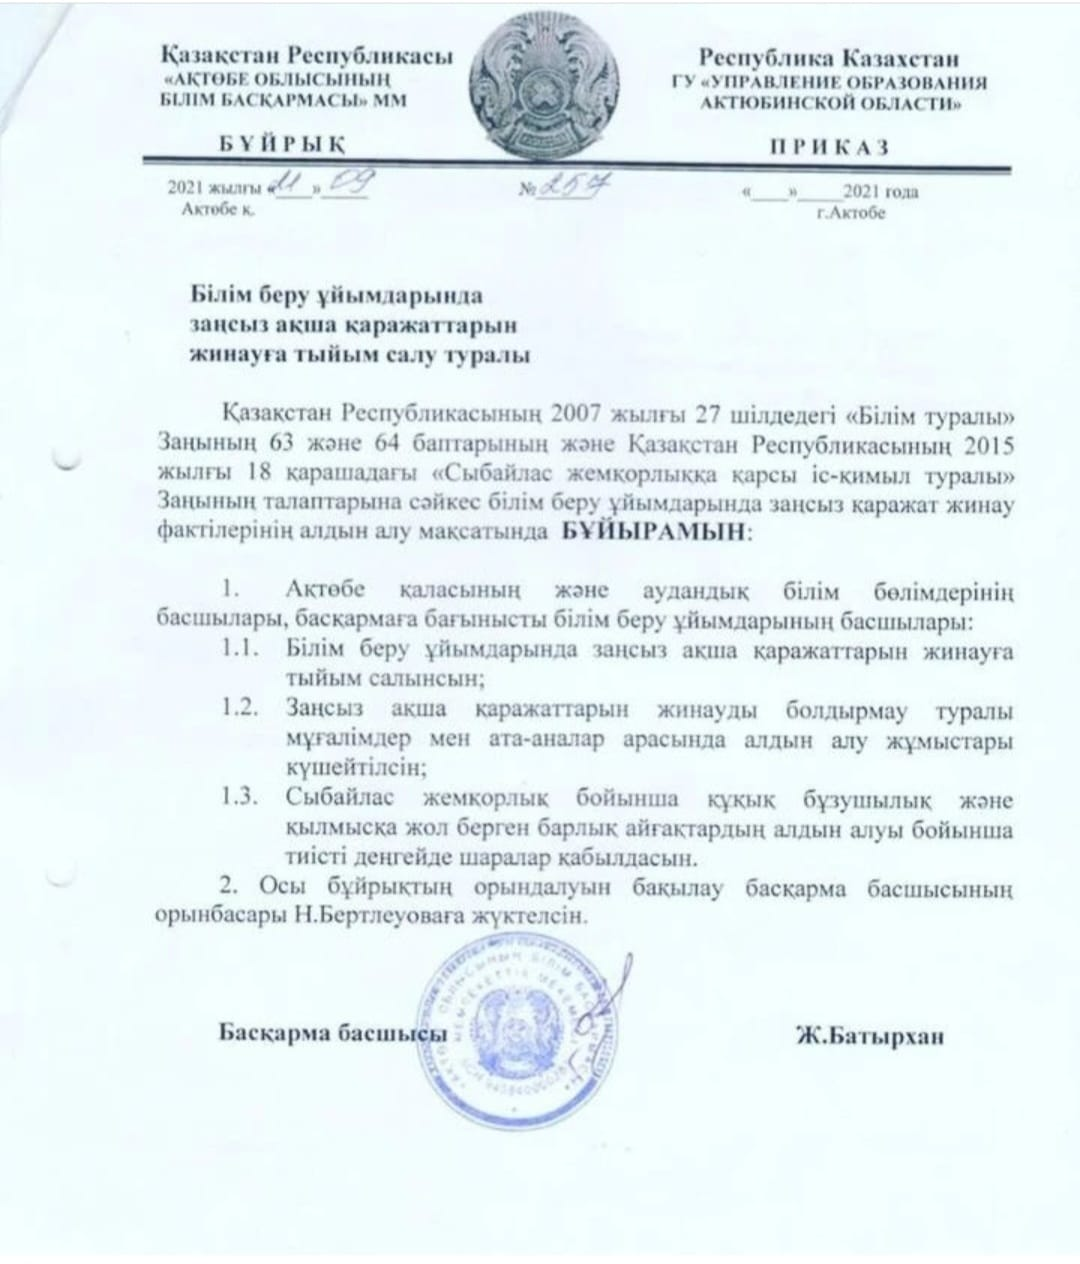 Қазақстан Республикасы
«АҚТӨБЕ ОБЛЫСЫНЫҢ
БІЛІМ БАСҚАРМАСЫ» ММ
БҰЙРЫҚ
Республика Казахстан
ГУ «УПРАВЛЕНИЕ ОБРАЗОВАНИЯ
АКТЮБИНСКОЙ ОБЛАСТИ»
ПРИКАЗ
2021 жылғы «__»_____ 09
Ақтөбе қ.
№ 257
«____»_____2021 года
г.Актобе
Білім беру ұйымдарында
заңсыз ақша қаражаттарын
жинауға тыйым салу туралы
Қазақстан Республикасының 2007 жылғы 27 шілдедегі «Білім туралы»
Заңының 63 және 64 баптарының және Қазақстан Республикасының 2015
жылғы 18 қарашадағы «Сыбайлас жемқорлыққа қарсы іс-қимыл туралы»
Заңының талаптарына сәйкес білім беру ұйымдарында заңсыз қаражат жинау
фактілерінің алдын алу мақсатында БҰЙЫРАМЫН:
1. Ақтөбе қаласының және аудандық білім бөлімдерінің
басшылары, басқармаға бағынысты білім беру ұйымдарының басшылары:
1.1. Білім беру ұйымдарында заңсыз ақша қаражаттарын жинауға
тыйым салынсын;
1.2. Заңсыз ақша қаражаттарын жинауды болдырмау туралы
мұғалімдер мен ата-аналар арасында алдын алу жұмыстары
күшейтілсін;
1.3. Сыбайлас жемқорлық бойынша құқық бұзушылық және
қылмысқа жол берген барлық айғақтардың алдын алуы бойынша
тиісті деңгейде шаралар қабылдасын.
2. Осы бұйрықтың орындалуын бақылау басқарма басшысының
орынбасары Н.Бертлеуоваға жүктелсін.
Басқарма басшысы
Ж.Батырхан